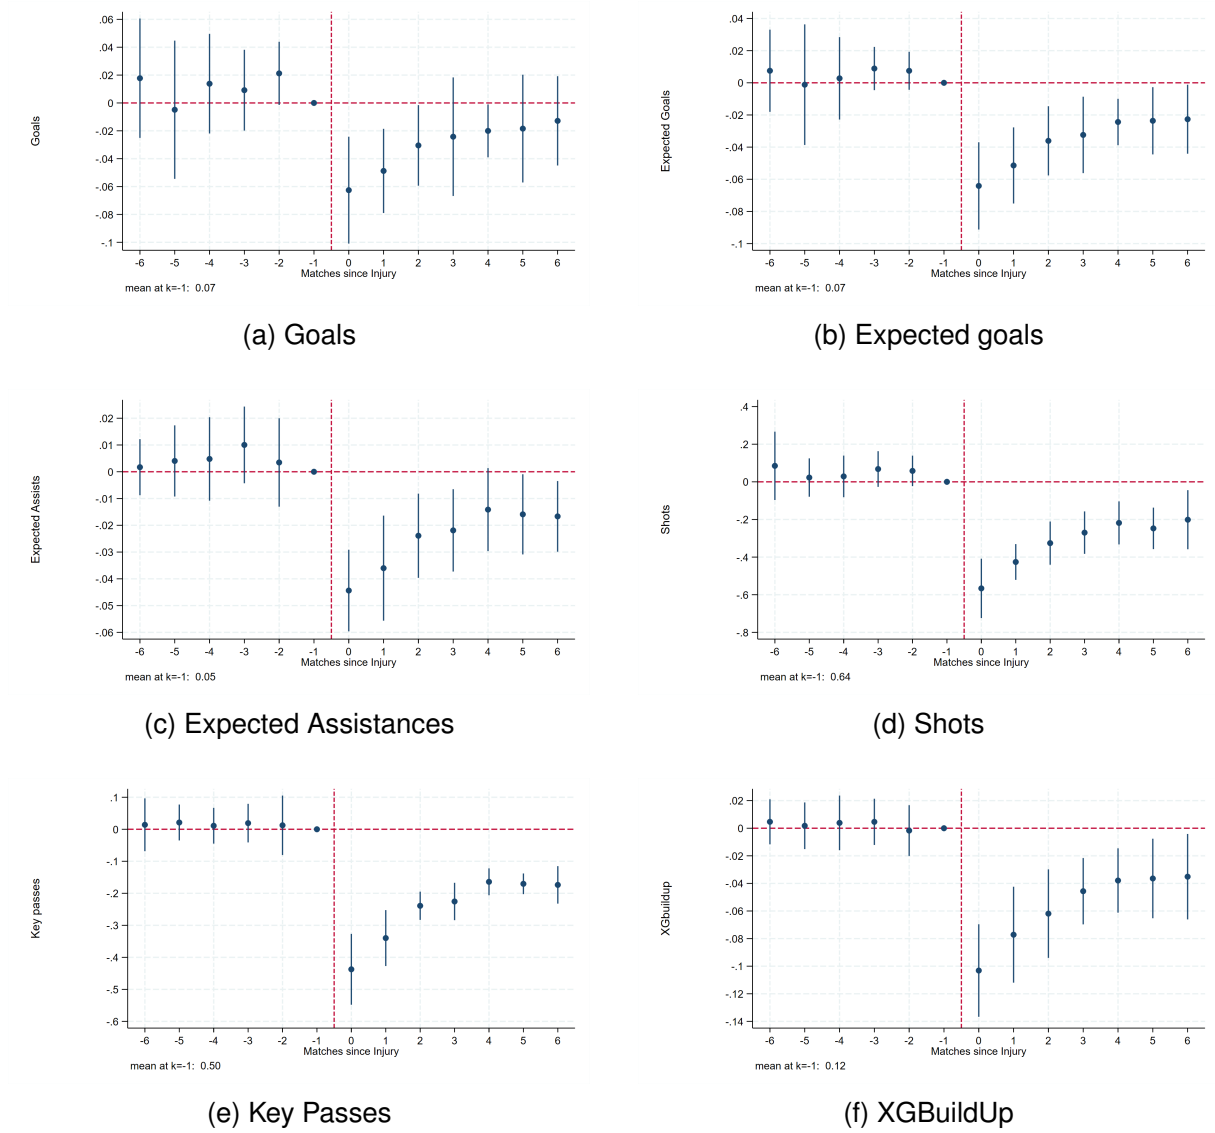 .06
.04
.02
0
-.02
-.04
-.06
-.08
-.1
Goals
-6 -5 -4 -3 -2 -1 0 1 2 3 4 5 6
Matches since Injury
mean at k=-1: 0.07
(a) Goals
.04
.02
0
-.02
-.04
-.06
-.08
-.1
Expected Goals
-6 -5 -4 -3 -2 -1 0 1 2 3 4 5 6
Matches since Injury
mean at k=-1: 0.07
(b) Expected goals
.02
.01
0
-.01
-.02
-.03
-.04
-.05
-.06
Expected Assists
-6 -5 -4 -3 -2 -1 0 1 2 3 4 5 6
Matches since Injury
mean at k=-1: 0.05
(c) Expected Assistances
.4
.2
0
-.2
-.4
-.6
-.8
Shots
-6 -5 -4 -3 -2 -1 0 1 2 3 4 5 6
Matches since Injury
mean at k=-1: 0.64
(d) Shots
.1
0
-.1
-.2
-.3
-.4
-.5
-.6
Key passes
-6 -5 -4 -3 -2 -1 0 1 2 3 4 5 6
Matches since Injury
mean at k=-1: 0.50
(e) Key Passes
.02
0
-.02
-.04
-.06
-.08
-.1
-.12
-.14
XGbuildup
-6 -5 -4 -3 -2 -1 0 1 2 3 4 5 6
Matches since Injury
mean at k=-1: 0.12
(f) XGBuildUp